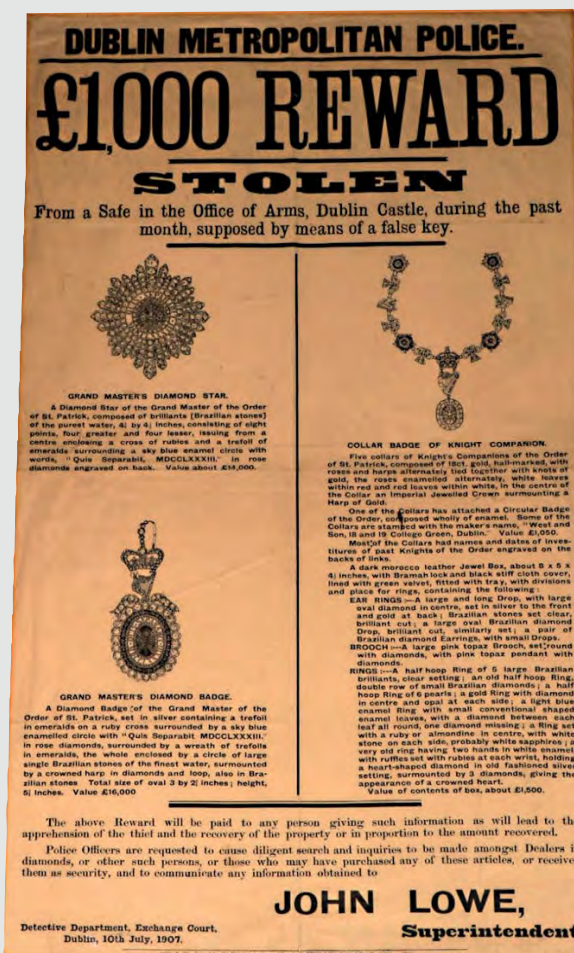 DUBLIN METROPOLITAN POLICE.
£1,000 REWARD
STOLEN
From a Safe in the Office of Arms, Dublin Castle, during the past
month, supposed by means of a false key.
GRAND MASTER'S DIAMOND STAR.
A Diamond Star of the Grand Master of the Order
of St. Patrick, composed of brilliants [Brazilian stones]
of the purest water, 4¾ by 4¼ inches, consisting of eight
points, four greater and four lesser, issuing from a
centre enclosing a cross of rubies and a trefoil of
emeralds surrounding a sky blue enamel circle with
words, "Quis Separabit, MDCCLXXXIII." in rose
diamonds engraved on back. Value about £14,000.
GRAND MASTER'S DIAMOND BADGE.
A Diamond Badge of the Grand Master of the
Order of St. Patrick, set in silver containing a trefoil
in emeralds on a ruby cross surrounded by a sky blue
enamelled circle with "Quis Separabit MDCCLXXXIII."
in rose diamonds, surrounded by a wreath of trefoils
in emeralds, the whole enclosed by a circle of large
single Brazilian stones of the finest water, surmounted
by a crowned harp in diamonds and loop, also in Bra-
zilian stones Total size of oval 3 by 2⅜ inches; height,
inches. Value £16,000
COLLAR BADGE OF KNIGHT COMPANION.
Five collars of Knight's Companions of the Order
of St. Patrick, composed of 18ct. gold, hall-marked, with
roses and harps alternately tied together with knots of
gold, the roses enamelled alternately, white leaves
within red and red leaves within white, in the centre of
the Collar an Imperial Jewelled Crown surmounting a
Harp of Gold.
One of the Collars has attached a Circular Badge
of the Order, composed wholly of enamel. Some of the
Collars are stamped with the maker's name, "West and
Son, 18 and 19 College Green, Dublin." Value £1,050.
Most of the Collars had names and dates of inves-
titures of past Knights of the Order engraved on the
backs of links.
A dark morocco leather Jewel Box, about 8 x 5 x
inches, with Bramah lock and black stiff cloth cover,
lined with green velvet, fitted with tray, with divisions
and place for rings, containing the following:
EAR RINGS :—A large and long Drop, with large
oval diamond in centre, set in silver to the front
and gold at back; Brazilian stones set clear,
brilliant cut; a large oval Brazilian diamond
Drop, brilliant cut, similarly set; a pair of
Brazilian diamond Earrings, with small Drops.
BROOCH :—A large pink topaz Brooch, set round
with diamonds, with pink topaz pendant with
diamonds.
RINGS :—A half hoop Ring of 5 large Brazilian
brilliants, clear setting; an old half hoop Ring,
double row of small Brazilian diamonds; a half
hoop Ring of 6 pearls; a gold Ring with diamond
in centre and opal at each side; a light blue
enamel Ring with small conventional shaped
enamel leaves, with a diamond between each
leaf all round, one diamond missing; a Ring set
with a ruby or almondine in centre, with white
stone on each side, probably white sapphires; a
very old ring having two hands in white enamel
with ruffles set with rubies at each wrist, holding
a heart-shaped diamond in old fashioned silver
setting, surmounted by 3 diamonds, giving the
appearance of a crowned heart.
Value of contents of box, about £1,500.
The above Reward will be paid to any person giving such information as will lead to th
apprehension of the thief and the recovery of the property or in proportion to the amount recovered.
Police Officers are requested to cause diligent search and inquiries to be made amongst Dealers i
diamonds, or other such persons, or those who may have purchased any of these articles, or receive
them as security, and to communicate any information obtained to
JOHN LOWE,
Superintendent
Detective Department, Exchange Court,
Dublin, 10th July, 1907.